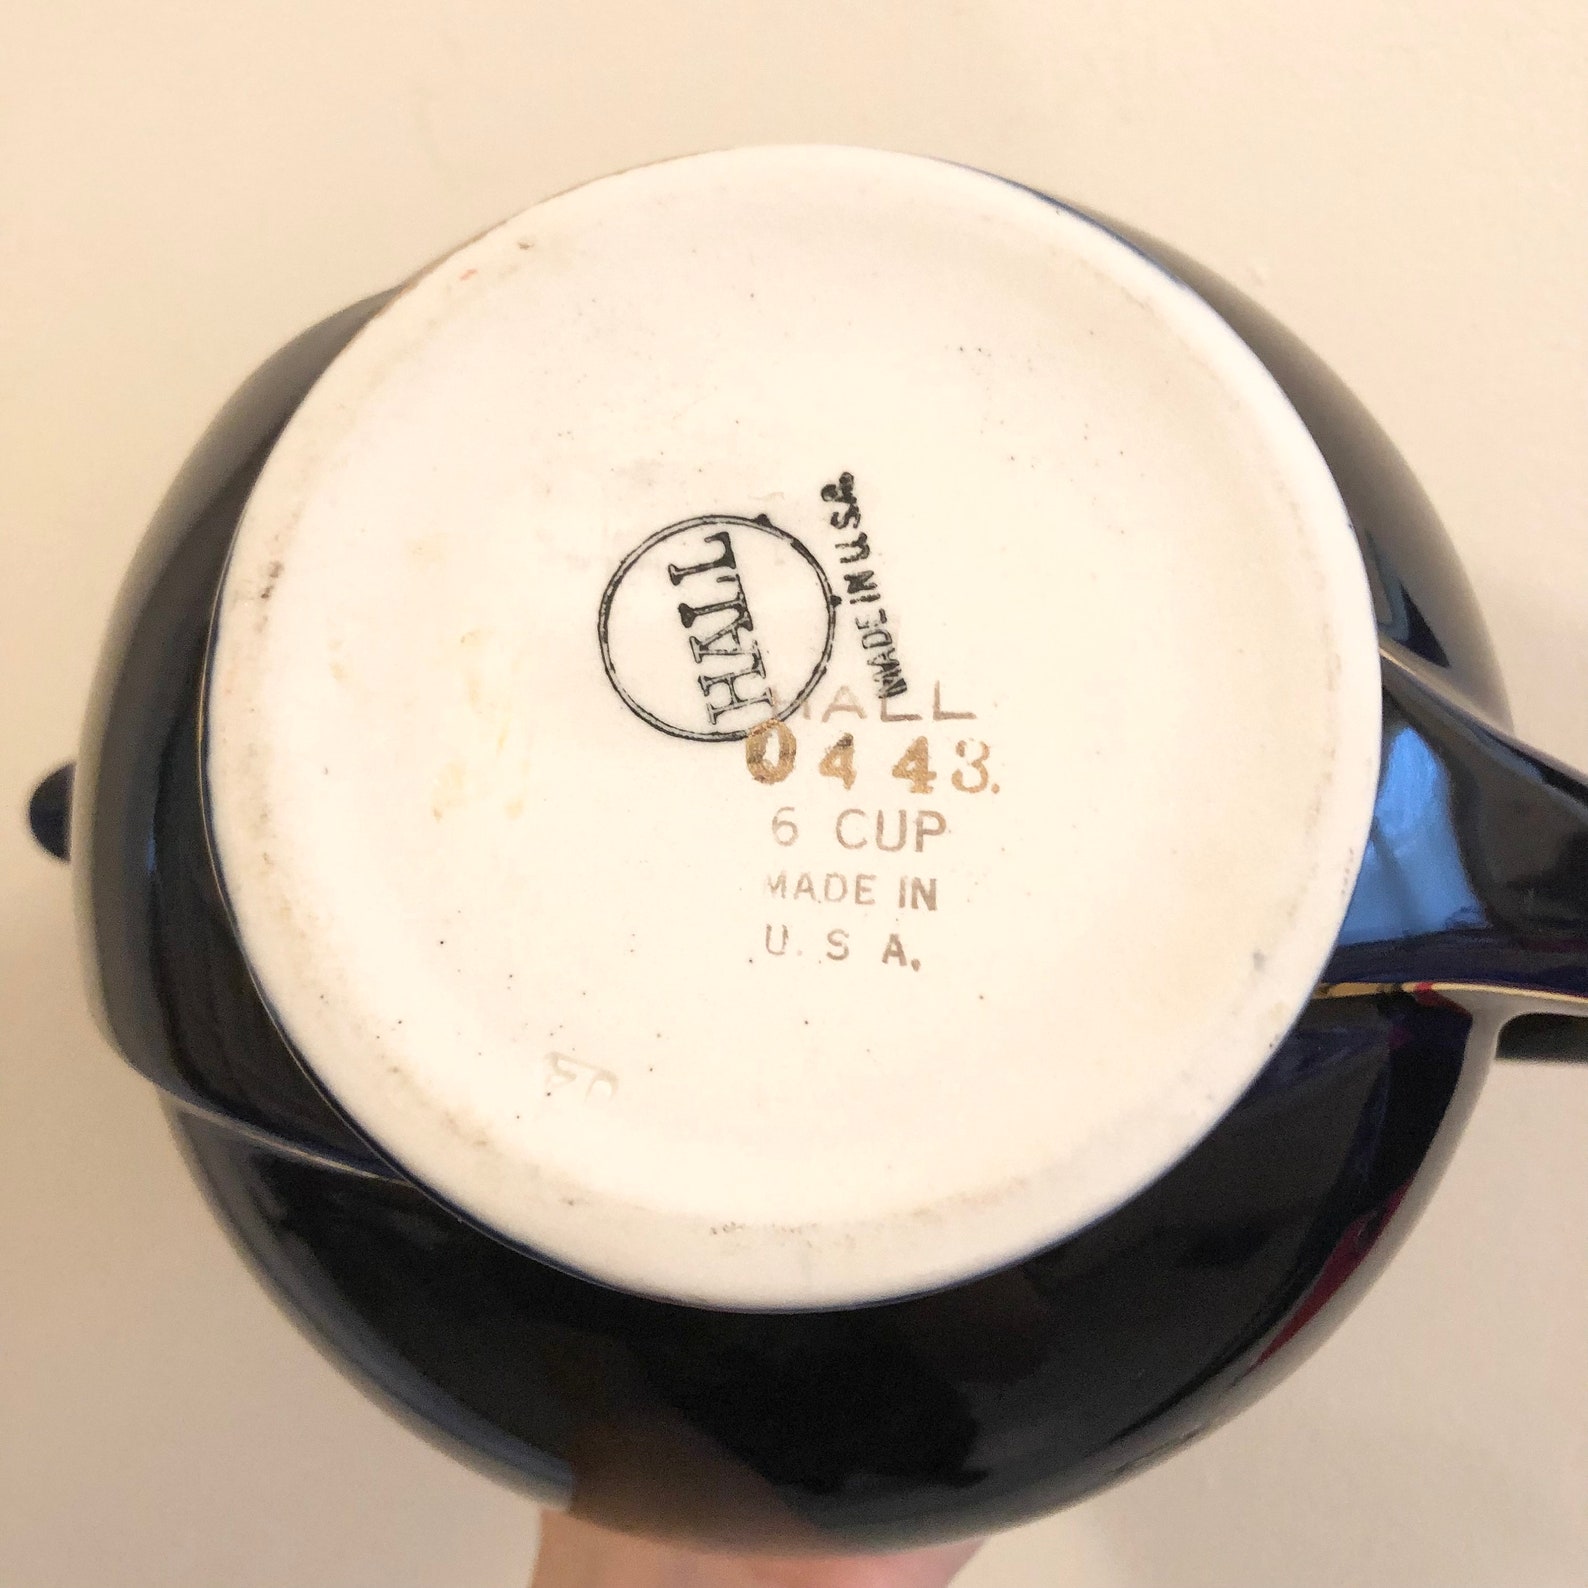 HALL
MADE IN U.S.A.
HALL
0443.
6 CUP
MADE IN
U. S A.